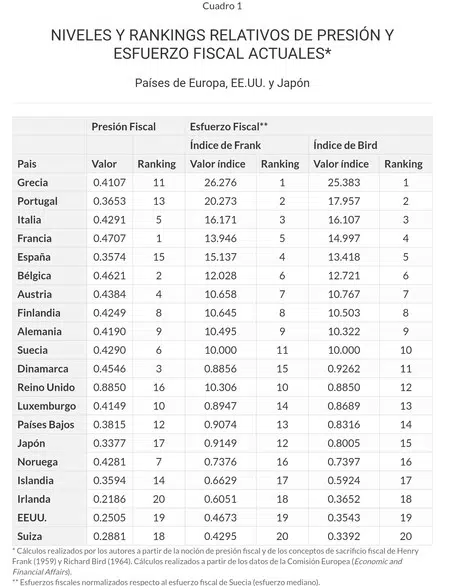 Cuadro 1
NIVELES Y RANKINGS RELATIVOS DE PRESIÓN Y
ESFUERZO FISCAL ACTUALES*
Países de Europa, EE.UU. y Japón
Presión Fiscal Esfuerzo Fiscal**
Índice de Frank Índice de Bird
Pais Valor Ranking Valor índice Ranking Valor índice Ranking
Grecia 0.4107 11 26.276 1 25.383 1
Portugal 0.3653 13 20.273 2 17.957 2
Italia 0.4291 5 16.171 3 16.107 3
Francia 0.4707 1 13.946 5 14.997 4
España 0.3574 15 15.137 4 13.418 5
Bélgica 0.4621 2 12.028 6 12.721 6
Austria 0.4384 4 10.658 7 10.767 7
Finlandia 0.4249 8 10.645 8 10.503 8
Alemania 0.4190 9 10.495 9 10.322 9
Suecia 0.4290 6 10.000 11 10.000 10
Dinamarca 0.4546 3 0.8856 15 0.9262 11
Reino Unido 0.8850 16 10.306 10 0.8850 12
Luxemburgo 0.4149 10 0.8947 14 0.8689 13
Países Bajos 0.3815 12 0.9074 13 0.8316 14
Japón 0.3377 17 0.9149 12 0.8005 15
Noruega 0.4281 7 0.7376 16 0.7397 16
Islandia 0.3594 14 0.6629 17 0.5924 17
Irlanda 0.2186 20 0.6051 18 0.3652 18
EEUU. 0.2505 19 0.4673 19 0.3543 19
Suiza 0.2881 18 0.4295 20 0.3392 20
* Cálculos realizados por los autores a partir de la noción de presión fiscal y de los conceptos de sacrificio fiscal de Henry
Frank (1959) y Richard Bird (1964). Cálculos realizados a partir de los datos de la Comisión Europea (Economic and
Financial Affairs).
** Esfuerzos fiscales normalizados respecto al esfuerzo fiscal de Suecia (esfuerzo mediano).